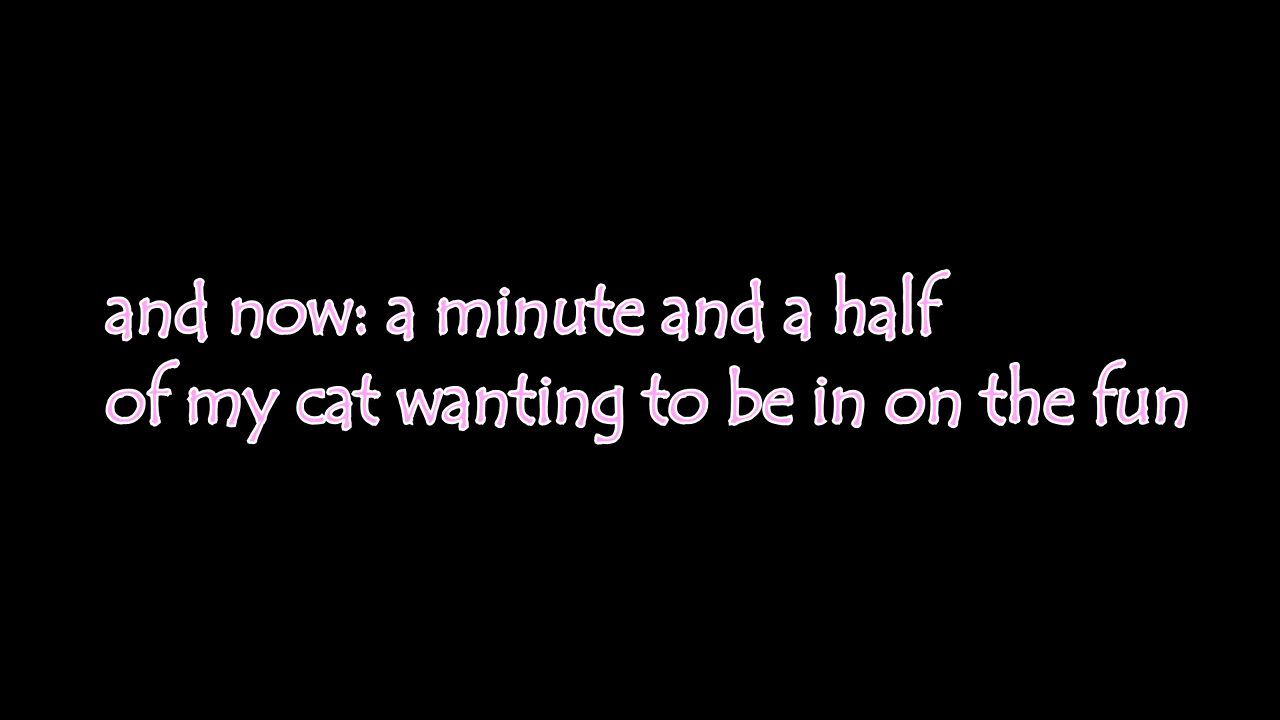 and now: a minute and a half
of my cat wanting to be in on the fun